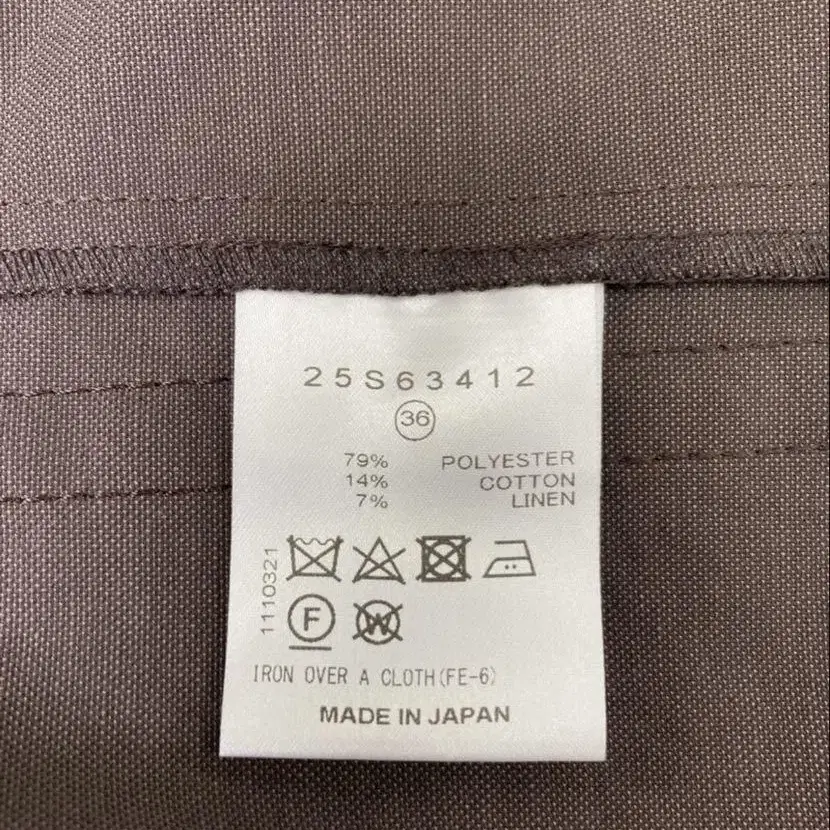 25S63412
36
79% POLYESTER
14% COTTON
7% LINEN
1110321
F
W
IRON OVER A CLOTH(FE-6)
MADE IN JAPAN